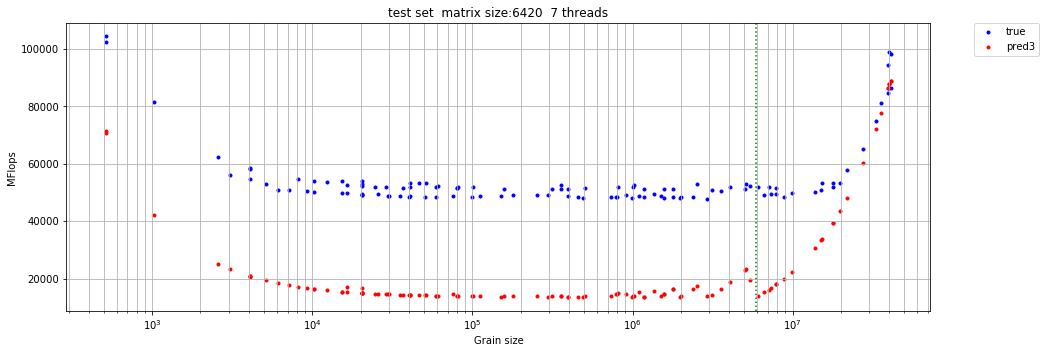 test set  matrix size:6420  7 threads
true
pred3
MFlops
100000
80000
60000
40000
20000
10³
10⁴
10⁵
10⁶
10⁷
Grain size